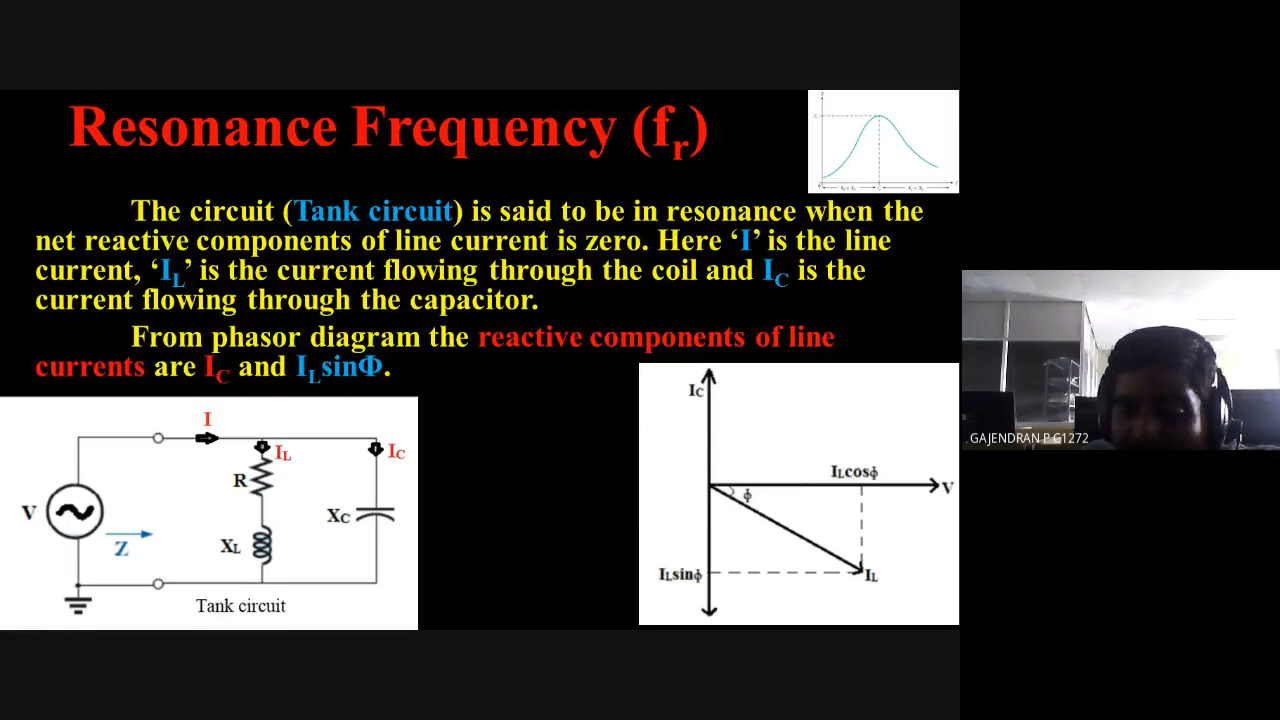 Resonance Frequency (fr)
The circuit (Tank circuit) is said to be in resonance when the
net reactive components of line current is zero. Here ‘I’ is the line
current, ‘IL’ is the current flowing through the coil and IC is the
current flowing through the capacitor.
From phasor diagram the reactive components of line
currents are IC and ILsinΦ.
I
IL
IC
R
V
XC
Z
XL
Tank circuit
IC
ILcosϕ
V
ϕ
ILsinϕ
IL
GAJENDRAN P C1272